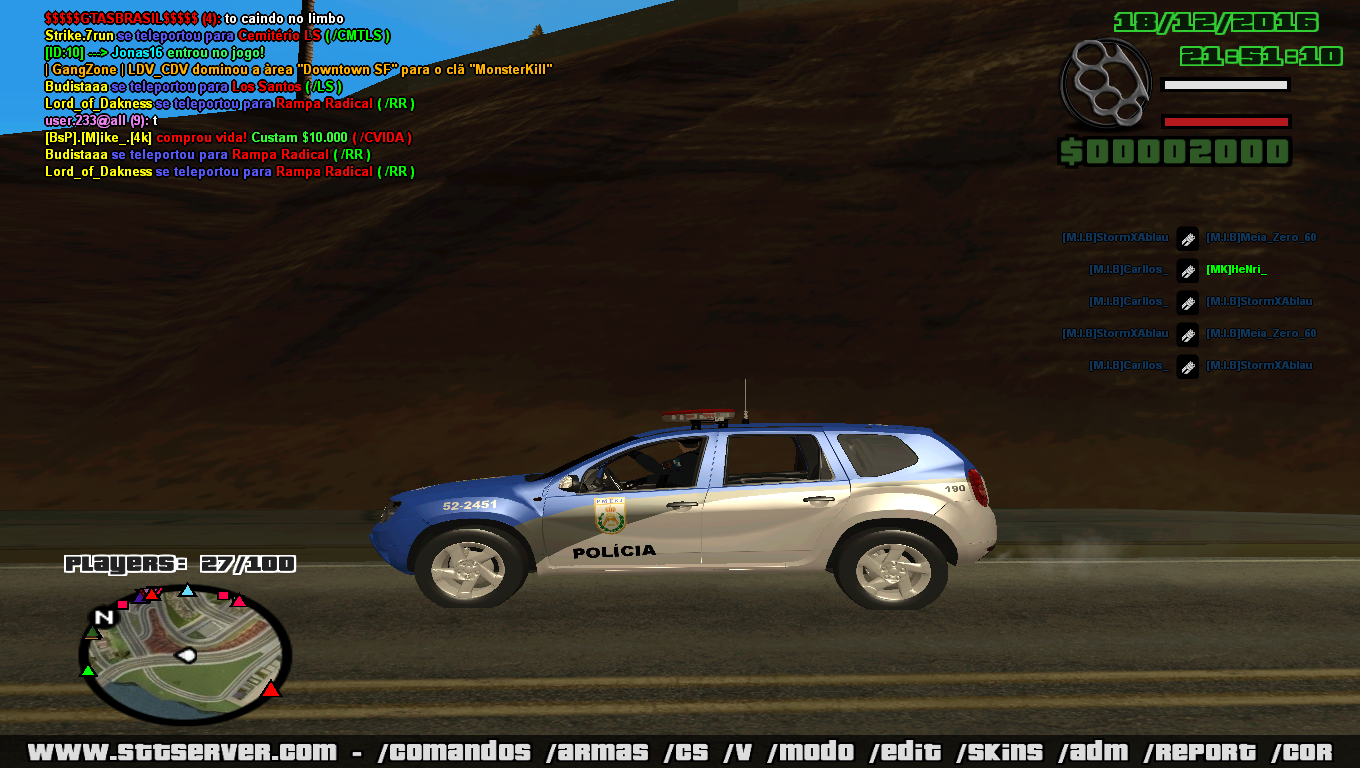 $$$$$GTASBRASIL$$$$$ (4): to caindo no limbo
Strike.7run se teleportou para Cemitério LS ( /CMTLS )
[ID:10] ---> Jonas16 entrou no jogo!
| GangZone | LDV_CDV dominou a àrea "Downtown SF" para o clã "MonsterKill"
Budistaaa se teleportou para Los Santos ( /LS )
Lord_of_Dakness se teleportou para Rampa Radical ( /RR )
user.233@all (9): t
[BsP].[M]ike_.[4k] comprou vida! Custam $10.000 ( /CVIDA )
Budistaaa se teleportou para Rampa Radical ( /RR )
Lord_of_Dakness se teleportou para Rampa Radical ( /RR )
18/12/2016
21:51:10
$00002000
[M.I.B]StormXAblau [M.I.B]Meia_Zero_60
[M.I.B]Carllos_ [MK]HeNri_
[M.I.B]Carllos_ [M.I.B]StormXAblau
[M.I.B]StormXAblau [M.I.B]Meia_Zero_60
[M.I.B]Carllos_ [M.I.B]StormXAblau
52-2451
PMERJ
190
POLÍCIA
Players: 27/100
N
www.sttserver.com - /comandos /armas /cs /v /modo /edit /skins /adm /report /cor